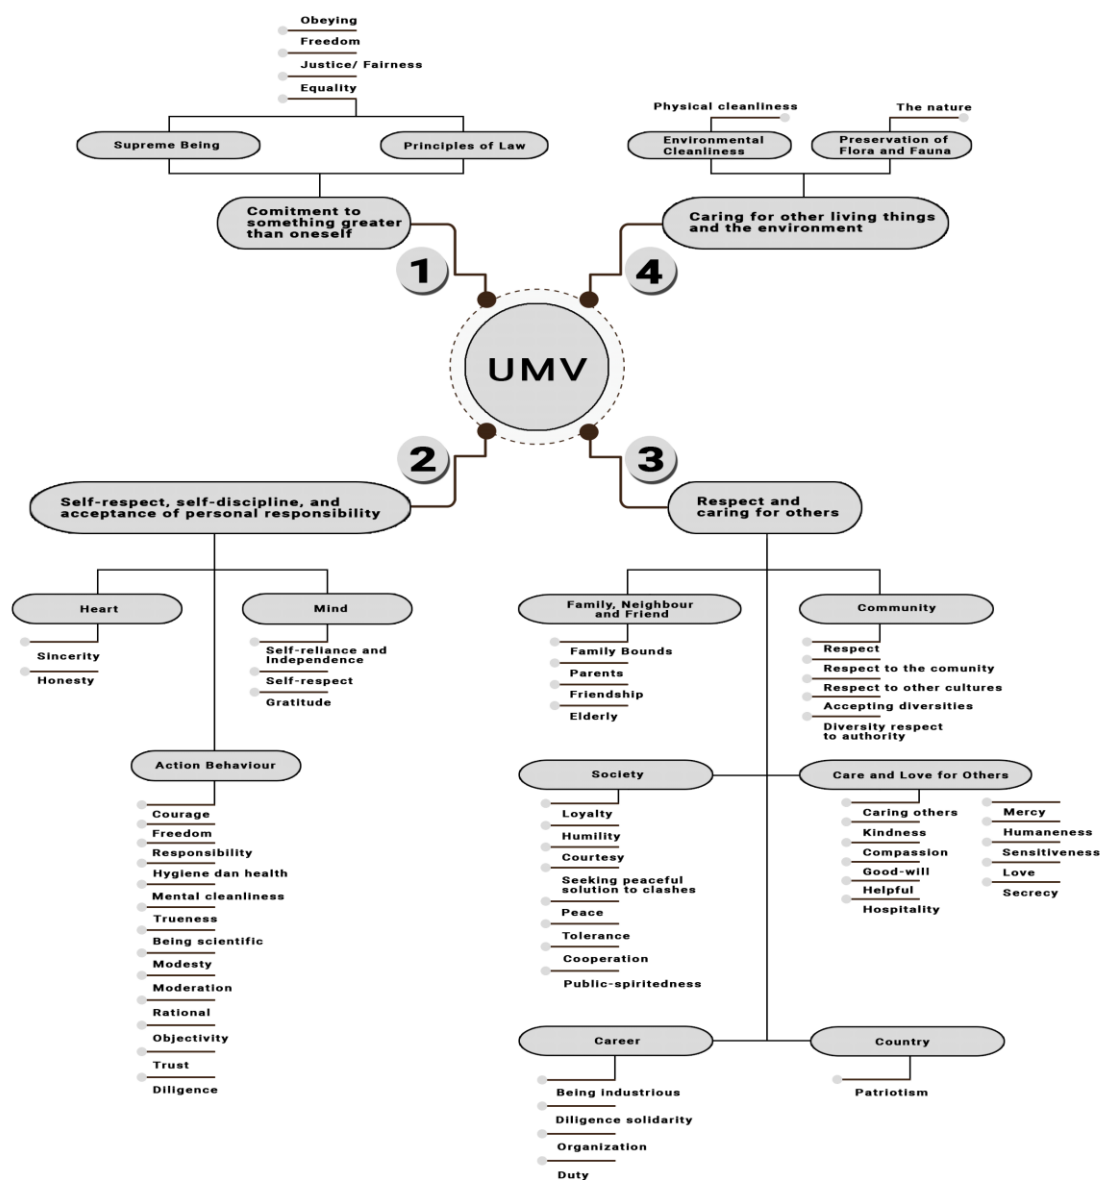 Obeying
Freedom
Justice/ Fairness
Equality
Supreme Being
Principles of Law
Comitment to
something greater
than oneself
1
Physical cleanliness
The nature
Environmental
Cleanliness
Preservation of
Flora and Fauna
Caring for other living things
and the environment
4
UMV
2
Self-respect, self-discipline, and
acceptance of personal responsibility
Heart
Sincerity
Honesty
Mind
Self-reliance and
Independence
Self-respect
Gratitude
Action Behaviour
Courage
Freedom
Responsibility
Hygiene dan health
Mental cleanliness
Trueness
Being scientific
Modesty
Moderation
Rational
Objectivity
Trust
Diligence
3
Respect and
caring for others
Family, Neighbour
and Friend
Family Bounds
Parents
Friendship
Elderly
Community
Respect
Respect to the comunity
Respect to other cultures
Accepting diversities
Diversity respect
to authority
Society
Loyalty
Humility
Courtesy
Seeking peaceful
solution to clashes
Peace
Tolerance
Cooperation
Public-spiritedness
Care and Love for Others
Caring others
Kindness
Compassion
Good-will
Helpful
Hospitality
Mercy
Humaneness
Sensitiveness
Love
Secrecy
Career
Being industrious
Diligence solidarity
Organization
Duty
Country
Patriotism